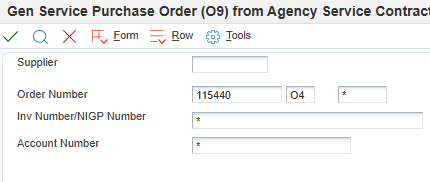 Gen Service Purchase Order (O9) from Agency Service Contract
Form Row Tools
Supplier
Order Number 115440 O4 *
Inv Number/NIGP Number *
Account Number *